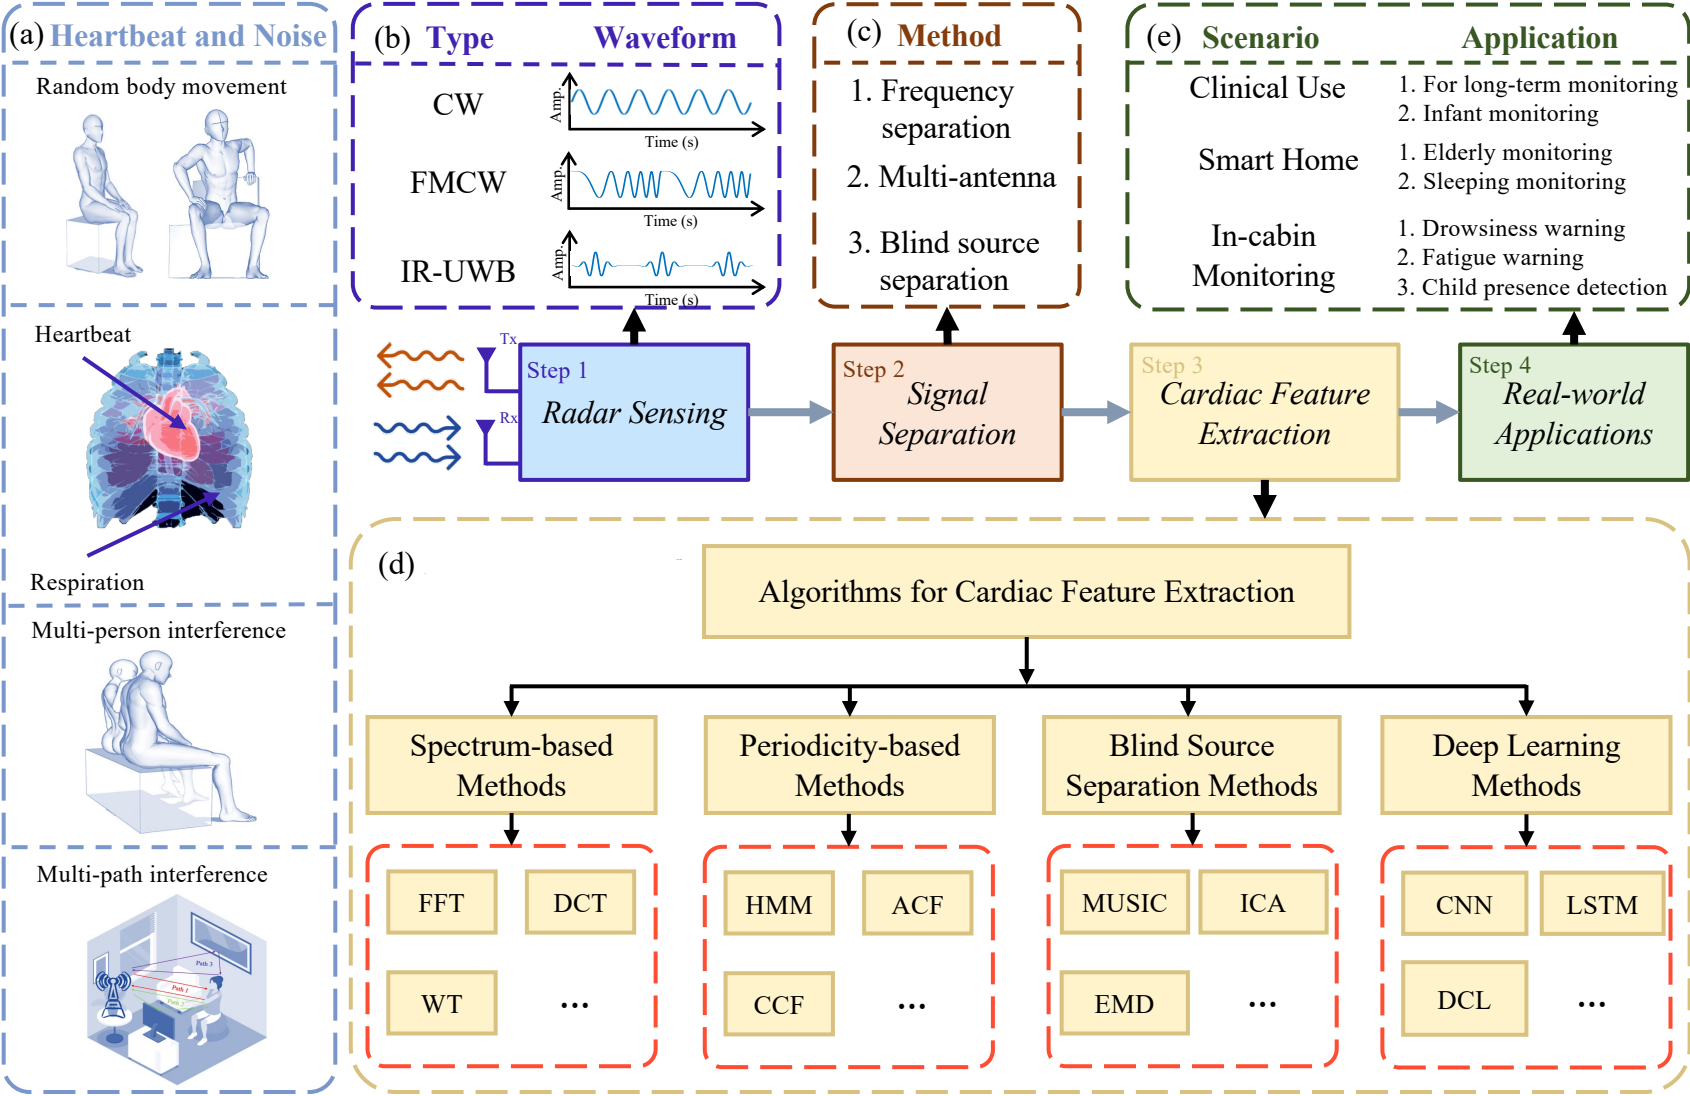 (a) Heartbeat and Noise
Random body movement
Heartbeat
Respiration
Multi-person interference
Multi-path interference
Path 3
Path 1
Path 2
(b) Type Waveform
CW
Amp.
Time (s)
FMCW
Amp.
Time (s)
IR-UWB
Amp.
Time (s)
(c) Method
1. Frequency
separation
2. Multi-antenna
3. Blind source
separation
(e) Scenario Application
Clinical Use
1. For long-term monitoring
2. Infant monitoring
Smart Home
1. Elderly monitoring
2. Sleeping monitoring
In-cabin
Monitoring
1. Drowsiness warning
2. Fatigue warning
3. Child presence detection
Tx
Rx
Step 1
Radar Sensing
Step 2
Signal
Separation
Step 3
Cardiac Feature
Extraction
Step 4
Real-world
Applications
(d)
Algorithms for Cardiac Feature Extraction
Spectrum-based
Methods
Periodicity-based
Methods
Blind Source
Separation Methods
Deep Learning
Methods
FFT DCT
WT ...
HMM ACF
CCF ...
MUSIC ICA
EMD ...
CNN LSTM
DCL ...